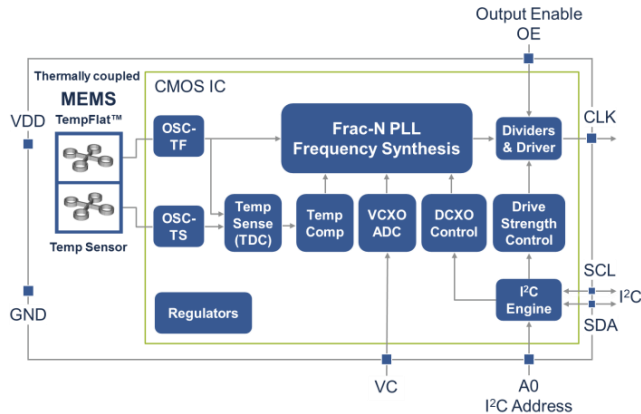 Output Enable
OE
Thermally coupled
MEMS
TempFlat™
VDD
CMOS IC
CLK
OSC-
TF
Frac-N PLL
Frequency Synthesis
Dividers
& Driver
OSC-
TS
Temp
Sense
(TDC)
Temp
Comp
VCXO
ADC
DCXO
Control
Drive
Strength
Control
Temp Sensor
GND
Regulators
I²C
Engine
SCL
I²C
SDA
VC
A0
I²C Address